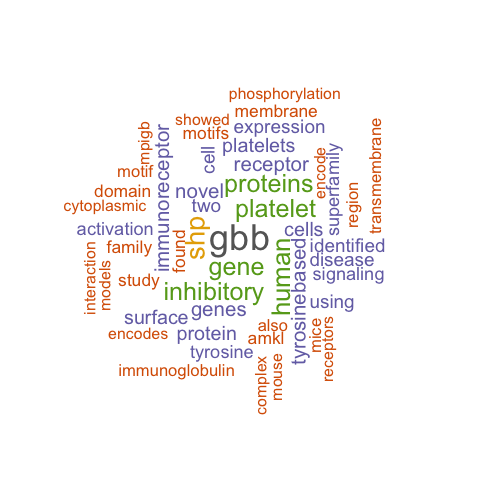 phosphorylation
membrane
showed
motifs
expression
mpigb
cell
platelets
immunoreceptor
receptor
encode
superfamily
transmembrane
motif
domain
novel
proteins
region
cytoplasmic
two
platelet
activation
shp
gbb
cells
identified
family
found
human
tyrosinebased
disease
interaction
models
study
gene
signaling
inhibitory
using
surface
genes
encodes
protein
also
amkl
mice
receptors
tyrosine
immunoglobulin
complex
mouse